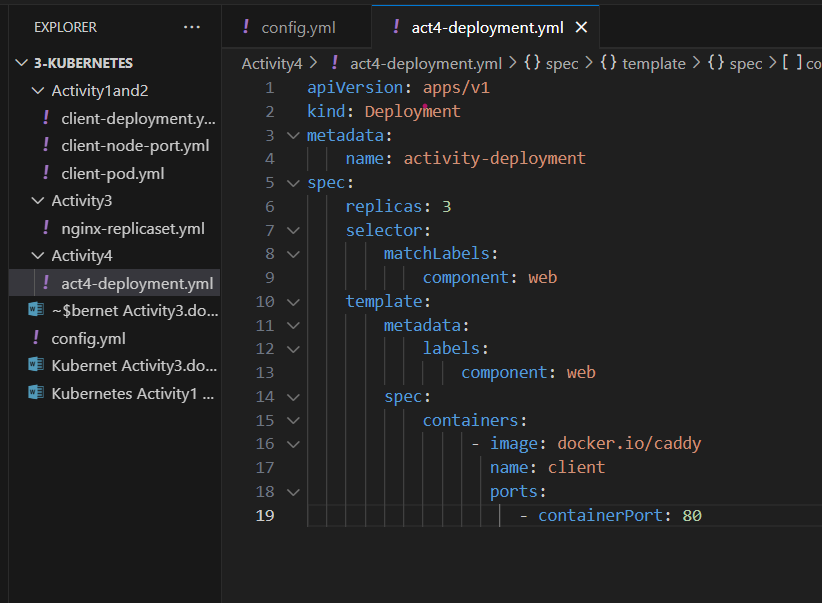 EXPLORER ...
3-KUBERNETES
Activity1and2
! client-deployment.y...
! client-node-port.yml
! client-pod.yml
Activity3
! nginx-replicaset.yml
Activity4
! act4-deployment.yml
~$bernet Activity3.do...
! config.yml
Kubernet Activity3.do...
Kubernetes Activity1 ...
! config.yml
! act4-deployment.yml
Activity4 > ! act4-deployment.yml > {} spec > {} template > {} spec > [ ] co
1 apiVersion: apps/v1
2 kind: Deployment
3 metadata:
4 name: activity-deployment
5 spec:
6 replicas: 3
7 selector:
8 matchLabels:
9 component: web
10 template:
11 metadata:
12 labels:
13 component: web
14 spec:
15 containers:
16 - image: docker.io/caddy
17 name: client
18 ports:
19 - containerPort: 80